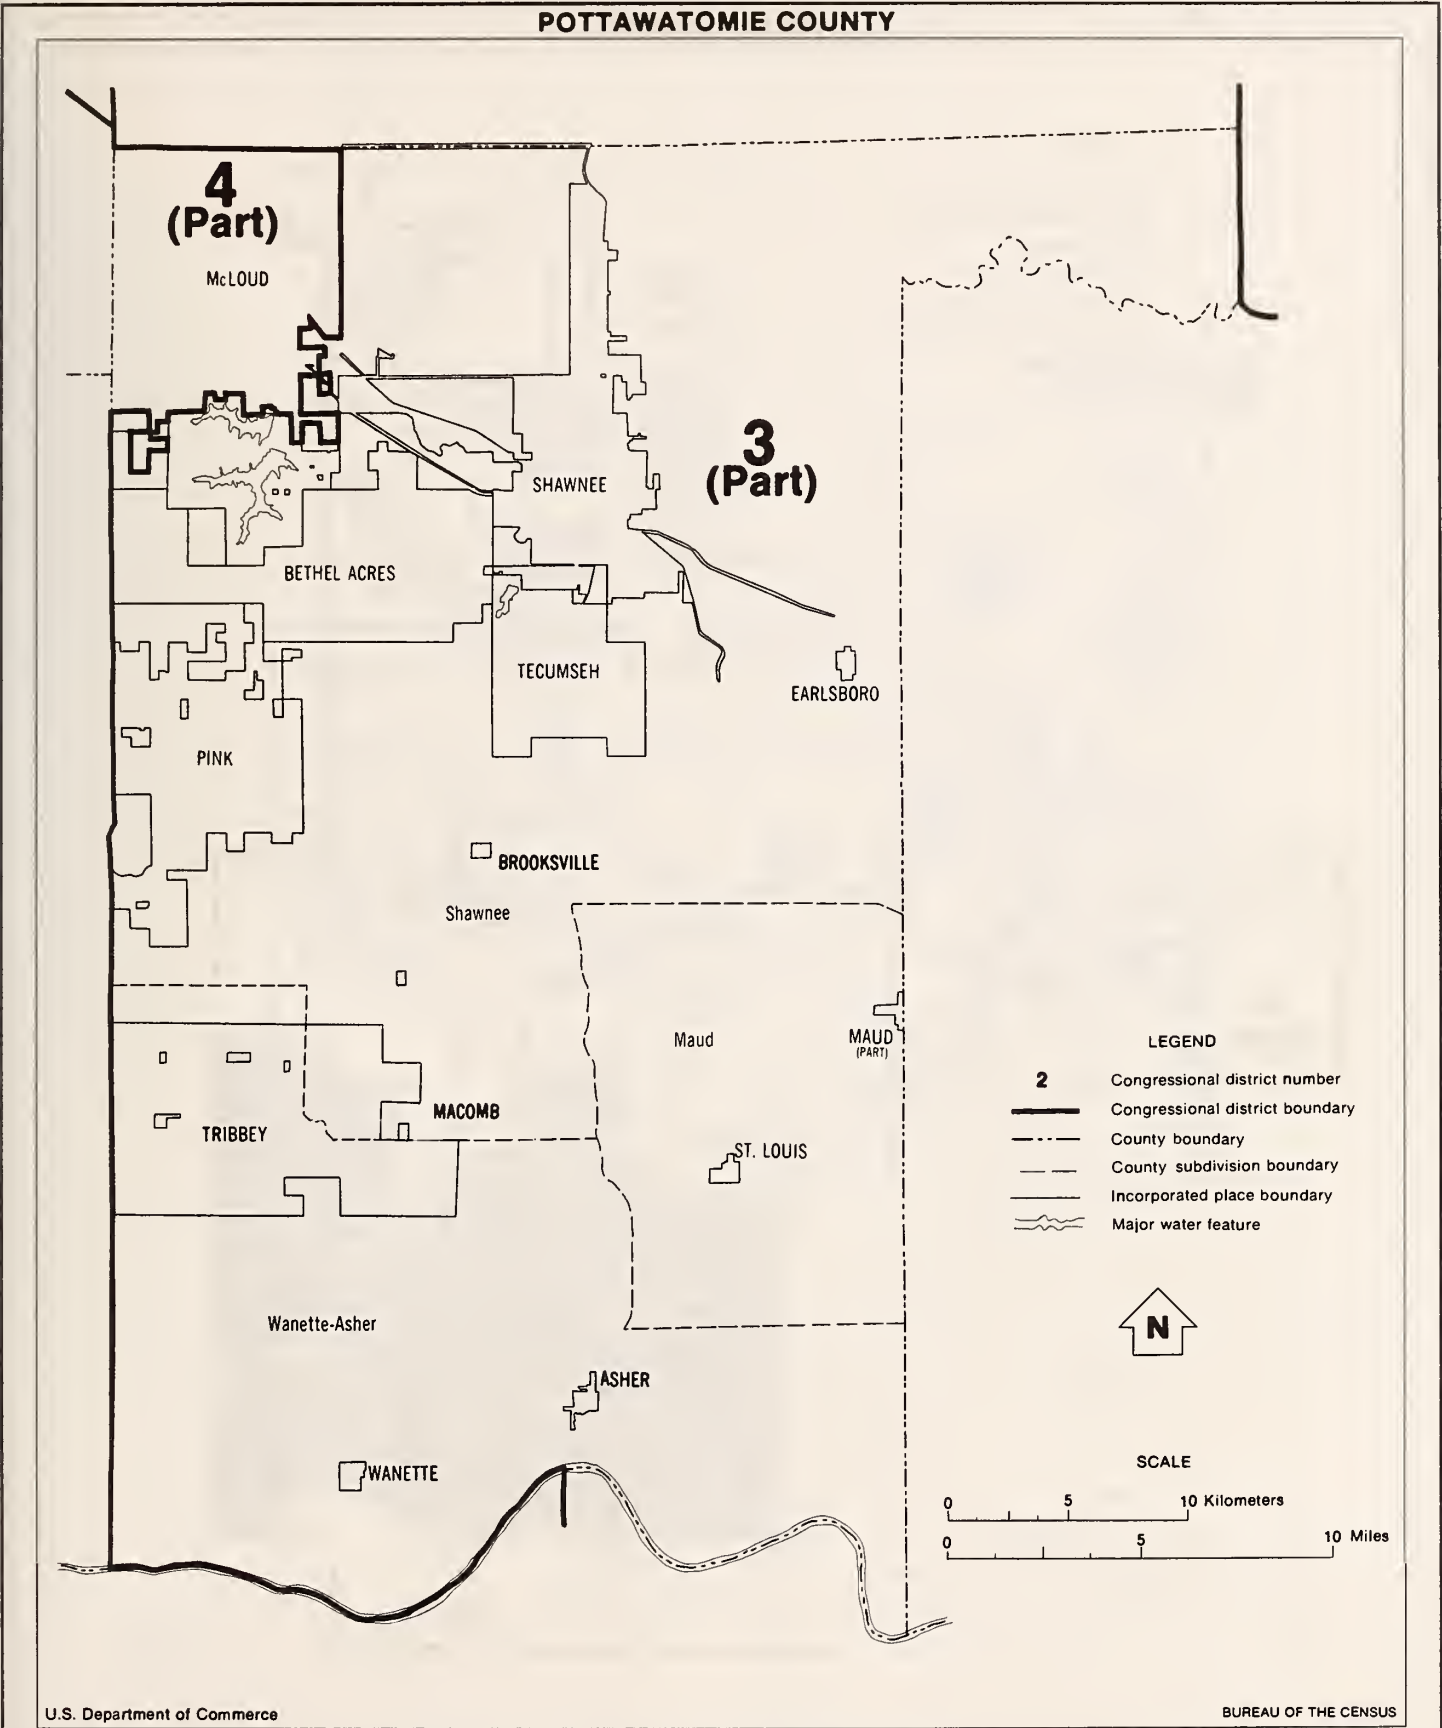 POTTAWATOMIE COUNTY
4
(Part)
McLOUD
3
(Part)
SHAWNEE
BETHEL ACRES
TECUMSEH
EARLSBORO
PINK
BROOKSVILLE
Shawnee
Maud
MAUD
(PART)
MACOMB
TRIBBEY
ST. LOUIS
Wanette-Asher
ASHER
WANETTE
LEGEND
2 Congressional district number
Congressional district boundary
County boundary
County subdivision boundary
Incorporated place boundary
Major water feature
N
SCALE
0 5 10 Kilometers
0 5 10 Miles
U.S. Department of Commerce
BUREAU OF THE CENSUS